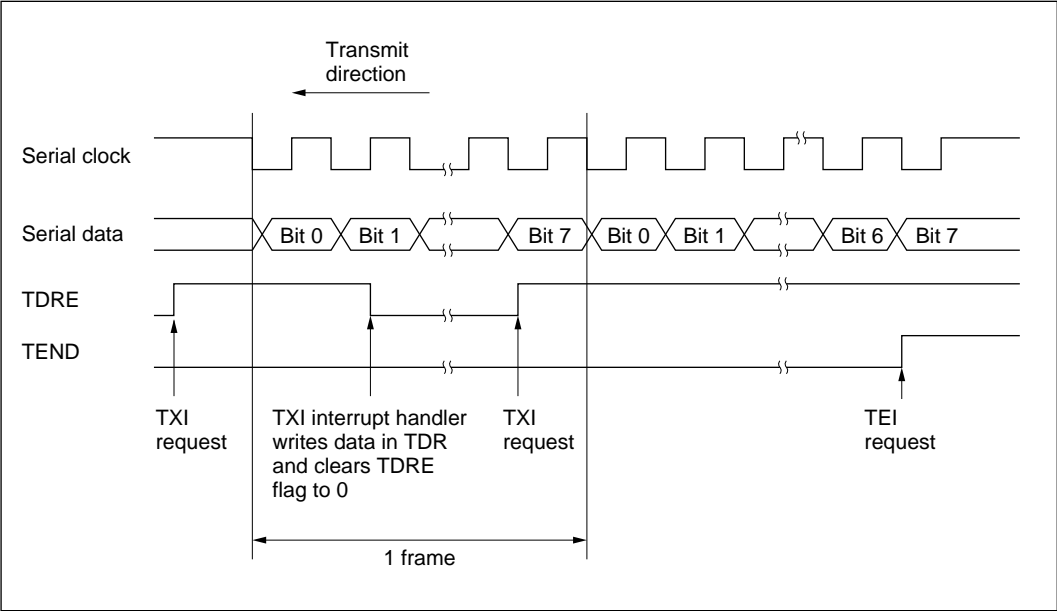 Transmit
direction
Serial clock
Serial data
Bit 0 Bit 1 Bit 7 Bit 0 Bit 1 Bit 6 Bit 7
TDRE
TEND
TXI
request
TXI interrupt handler
writes data in TDR
and clears TDRE
flag to 0
TXI
request
TEI
request
1 frame